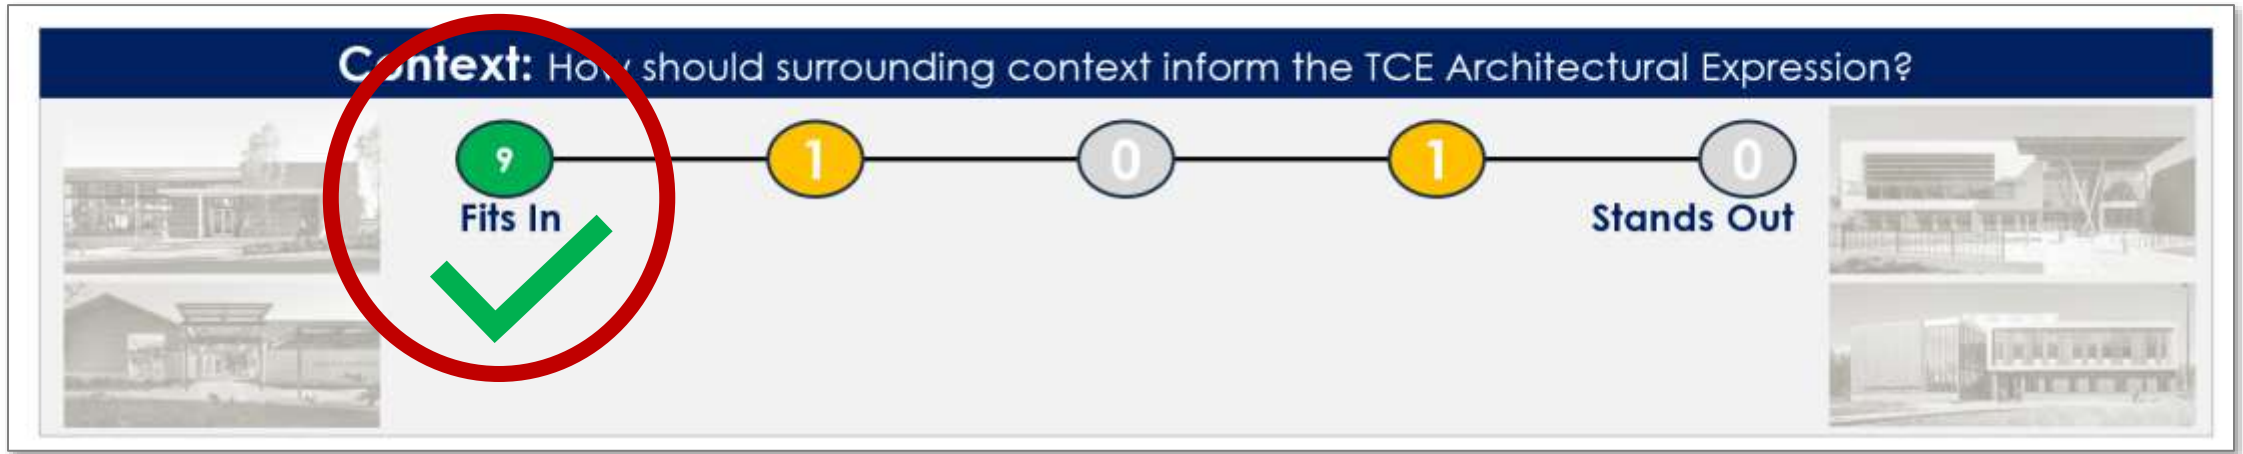 Context: How should surrounding context inform the TCE Architectural Expression?
9 1 0 1 0
Fits In Stands Out